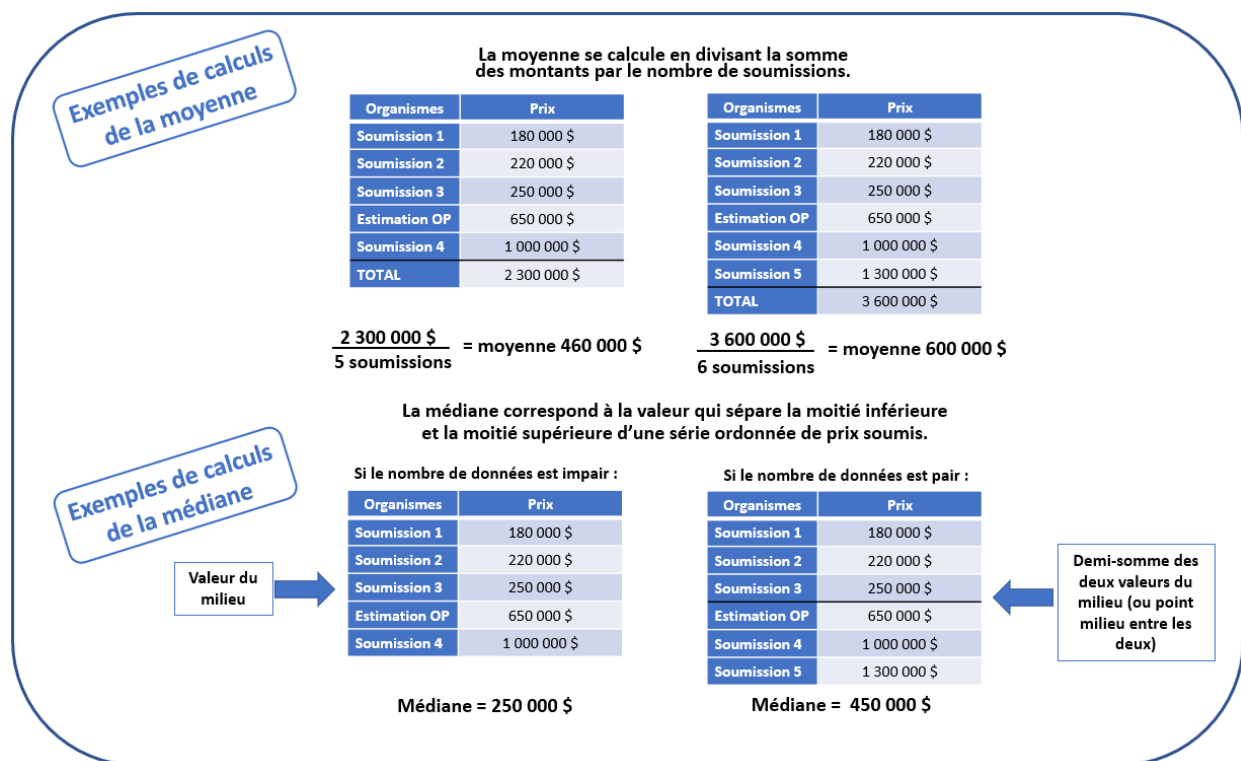 Exemples de calculs
de la moyenne
La moyenne se calcule en divisant la somme
des montants par le nombre de soumissions.
Organismes Prix
Soumission 1 180 000 $
Soumission 2 220 000 $
Soumission 3 250 000 $
Estimation OP 650 000 $
Soumission 4 1 000 000 $
TOTAL 2 300 000 $
2 300 000 $
5 soumissions
= moyenne 460 000 $
Organismes Prix
Soumission 1 180 000 $
Soumission 2 220 000 $
Soumission 3 250 000 $
Estimation OP 650 000 $
Soumission 4 1 000 000 $
Soumission 5 1 300 000 $
TOTAL 3 600 000 $
3 600 000 $
6 soumissions
= moyenne 600 000 $
Exemples de calculs
de la médiane
La médiane correspond à la valeur qui sépare la moitié inférieure
et la moitié supérieure d’une série ordonnée de prix soumis.
Si le nombre de données est impair :
Organismes Prix
Soumission 1 180 000 $
Soumission 2 220 000 $
Soumission 3 250 000 $
Estimation OP 650 000 $
Soumission 4 1 000 000 $
Valeur du
milieu
Médiane = 250 000 $
Si le nombre de données est pair :
Organismes Prix
Soumission 1 180 000 $
Soumission 2 220 000 $
Soumission 3 250 000 $
Estimation OP 650 000 $
Soumission 4 1 000 000 $
Soumission 5 1 300 000 $
Demi-somme des
deux valeurs du
milieu (ou point
milieu entre les
deux)
Médiane = 450 000 $